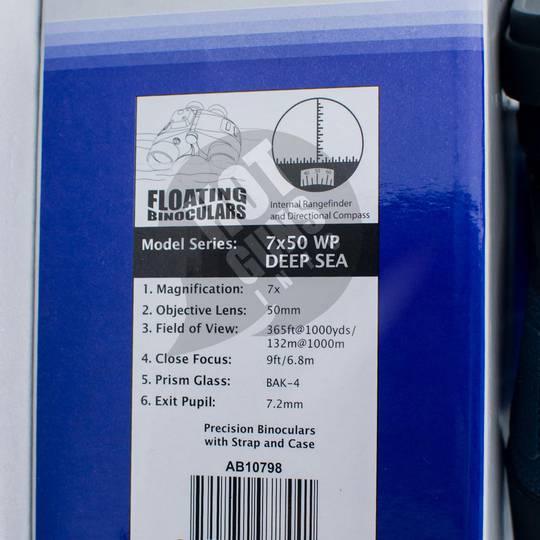 FLOATING
BINOCULARS
Internal Rangefinder
and Directional Compass
Model Series: 7x50 WP
DEEP SEA
1. Magnification: 7x
2. Objective Lens: 50mm
3. Field of View: 365ft@1000yds/
132m@1000m
4. Close Focus: 9ft/6.8m
5. Prism Glass: BAK-4
6. Exit Pupil: 7.2mm
Precision Binoculars
with Strap and Case
AB10798